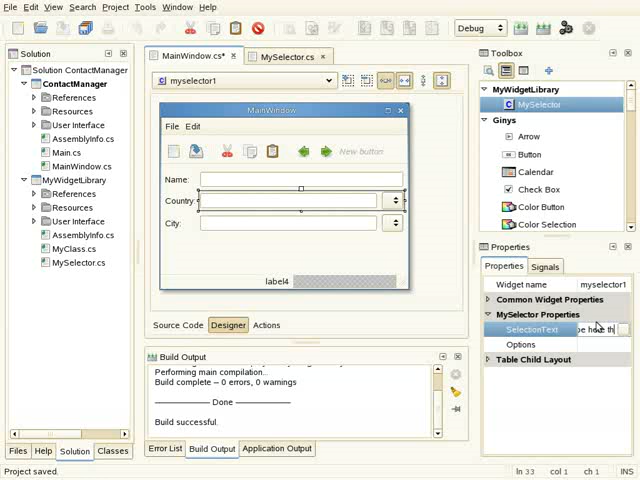 File Edit View Search Project Build Debug Tools Window Help
Debug
Solution
Solution ContactManager
ContactManager
References
Resources
User Interface
AssemblyInfo.cs
Main.cs
MainWindow.cs
MyWidgetLibrary
References
Resources
User Interface
AssemblyInfo.cs
MyClass.cs
MySelector.cs
Files Help Solution Classes
MainWindow.cs*
MySelector.cs
myselector1
MainWindow
File Edit
New button
Name:
Country:
City:
label4
Source Code Designer Actions
Build Output
Performing main compilation...
Build complete -- 0 errors, 0 warnings
Done
Build successful.
Error List Build Output Application Output
Toolbox
MyWidgetLibrary
MySelector
Ginys
Arrow
Button
Calendar
Check Box
Color Button
Color Selection
Properties
Properties Signals
Widget name myselector1
Common Widget Properties
MySelector Properties
SelectionText
Options
Table Child Layout
Project saved.
ln 33 col 1 ch 1 INS